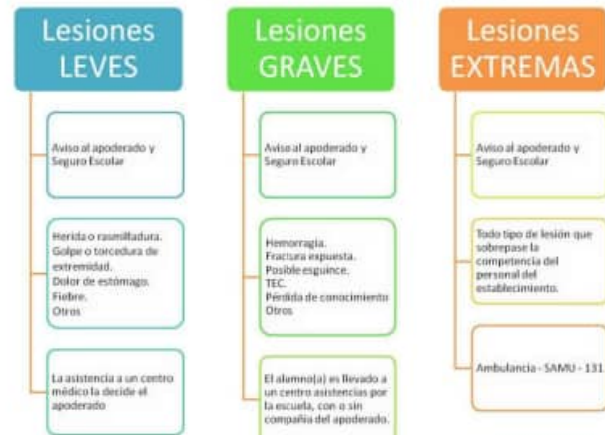 Lesiones
LEVES
Aviso al apoderado y
Seguro Escolar
Herida o rasmilladura.
Golpe o torcedura de
extremidad.
Dolor de estómago.
Fiebre.
Otros
La asistencia a un centro
médico la decide el
apoderado
Lesiones
GRAVES
Aviso al apoderado y
Seguro Escolar
Hemorragia.
Fractura expuesta.
Posible esguince.
TEC.
Pérdida de conocimiento
Otros
El alumno(a) es llevado a
un centro asistencias por
la escuela, con o sin
compañía del apoderado.
Lesiones
EXTREMAS
Aviso al apoderado y
Seguro Escolar
Todo tipo de lesión que
sobrepase la
competencia del
personal del
establecimiento.
Ambulancia - SAMU - 131